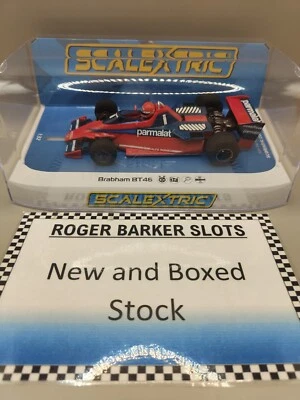 SCALEXTRIC
parmalat
Brabham BT46
SCALEXTRIC
ROGER BARKER SLOTS
New and Boxed
Stock